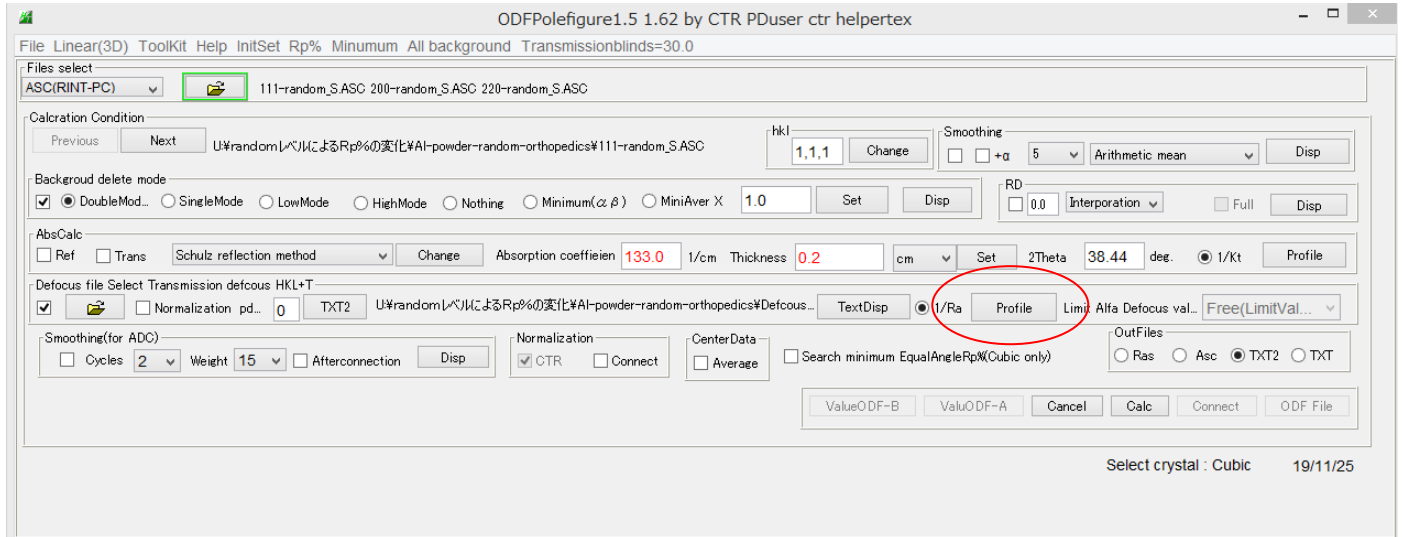 ODFPolefigure1.5 1.62 by CTR PDuser ctr helpertex
File Linear(3D) ToolKit Help InitSet Rp% Minumum All background Transmissionblinds=30.0
Files select
ASC(RINT-PC) 111-random_S.ASC 200-random_S.ASC 220-random_S.ASC
Calcration Condition
Previous Next U:¥randomレベルによるRp%の変化¥Al-powder-random-orthopedics¥111-random_S.ASC
hkl
1,1,1 Change
Smoothing
+α 5 Arithmetic mean Disp
Backgroud delete mode
DoubleMod... SingleMode LowMode HighMode Nothing Minimum(αβ) MiniAver X 1.0 Set Disp
RD
0.0 Interporation Full Disp
AbsCalc
Ref Trans Schulz reflection method Change Absorption coeffieien 133.0 1/cm Thickness 0.2 cm Set 2Theta 38.44 deg. 1/Kt Profile
Defocus file Select Transmission defcous HKL+T
Normalization pd... 0 TXT2 U:¥randomレベルによるRp%の変化¥Al-powder-random-orthopedics¥Defcous... TextDisp 1/Ra Profile Limit Alfa Defocus val... Free(LimitVal...
Smoothing(for ADC)
Cycles 2 Weight 15 Afterconnection Disp
Normalization
CTR Connect
CenterData
Average
Search minimum EqualAngleRp%(Cubic only)
OutFiles
Ras Asc TXT2 TXT
ValueODF-B ValuODF-A Cancel Calc Connect ODF File
Select crystal : Cubic 19/11/25